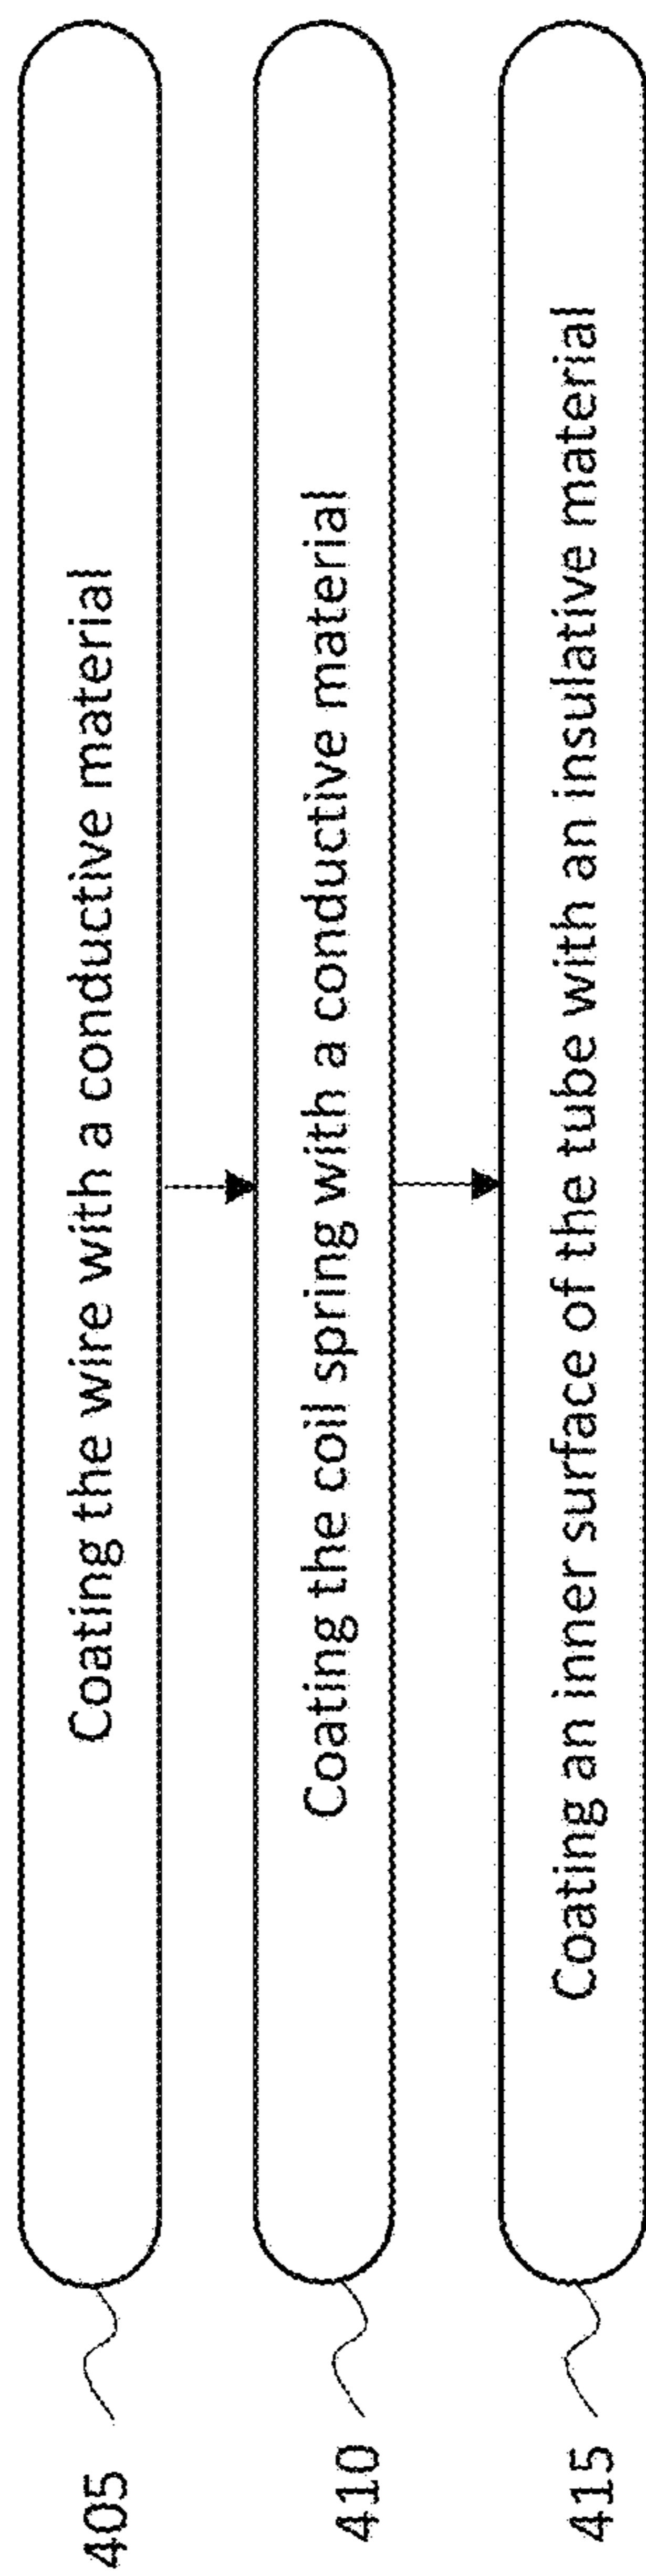 405
Coating the wire with a conductive material
410
Coating the coil spring with a conductive material
415
Coating an inner surface of the tube with an insulative material